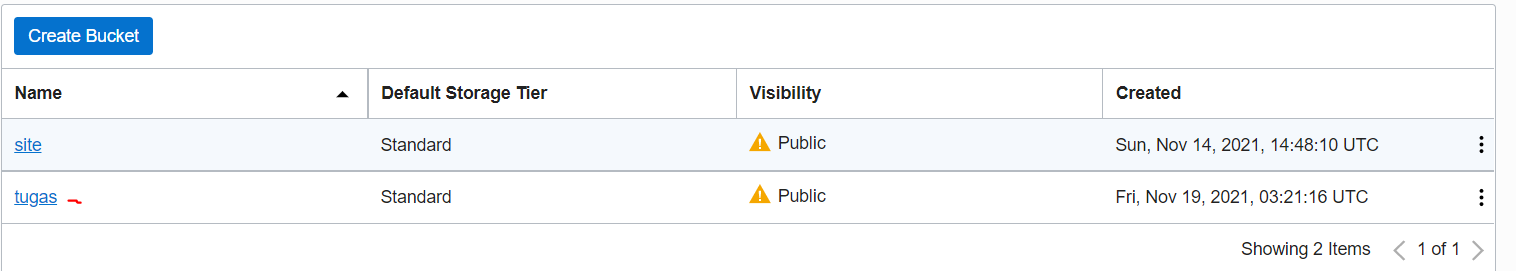 Create Bucket
Name Default Storage Tier Visibility Created
site Standard Public Sun, Nov 14, 2021, 14:48:10 UTC
tugas Standard Public Fri, Nov 19, 2021, 03:21:16 UTC
Showing 2 Items 1 of 1